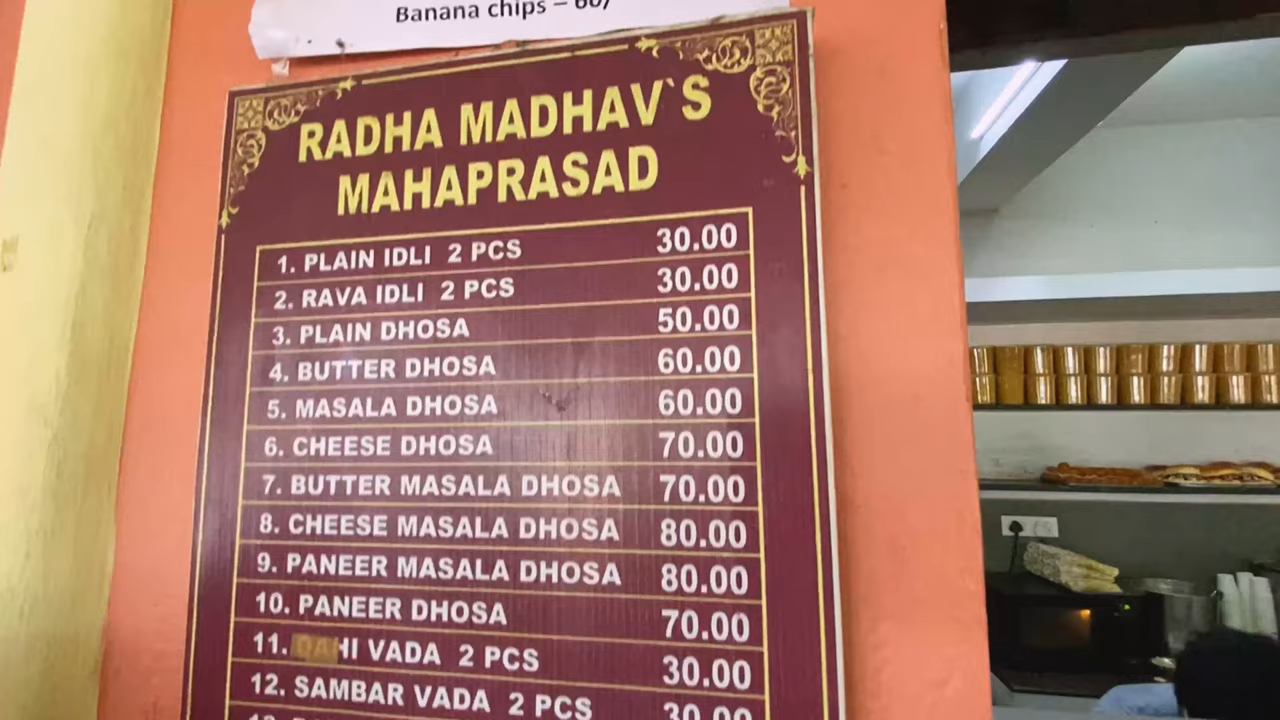 Banana chips – 60/
RADHA MADHAV`S
MAHAPRASAD
1. PLAIN IDLI 2 PCS 30.00
2. RAVA IDLI 2 PCS 30.00
3. PLAIN DHOSA 50.00
4. BUTTER DHOSA 60.00
5. MASALA DHOSA 60.00
6. CHEESE DHOSA 70.00
7. BUTTER MASALA DHOSA 70.00
8. CHEESE MASALA DHOSA 80.00
9. PANEER MASALA DHOSA 80.00
10. PANEER DHOSA 70.00
11. DAHI VADA 2 PCS 30.00
12. SAMBAR VADA 2 PCS 30.00